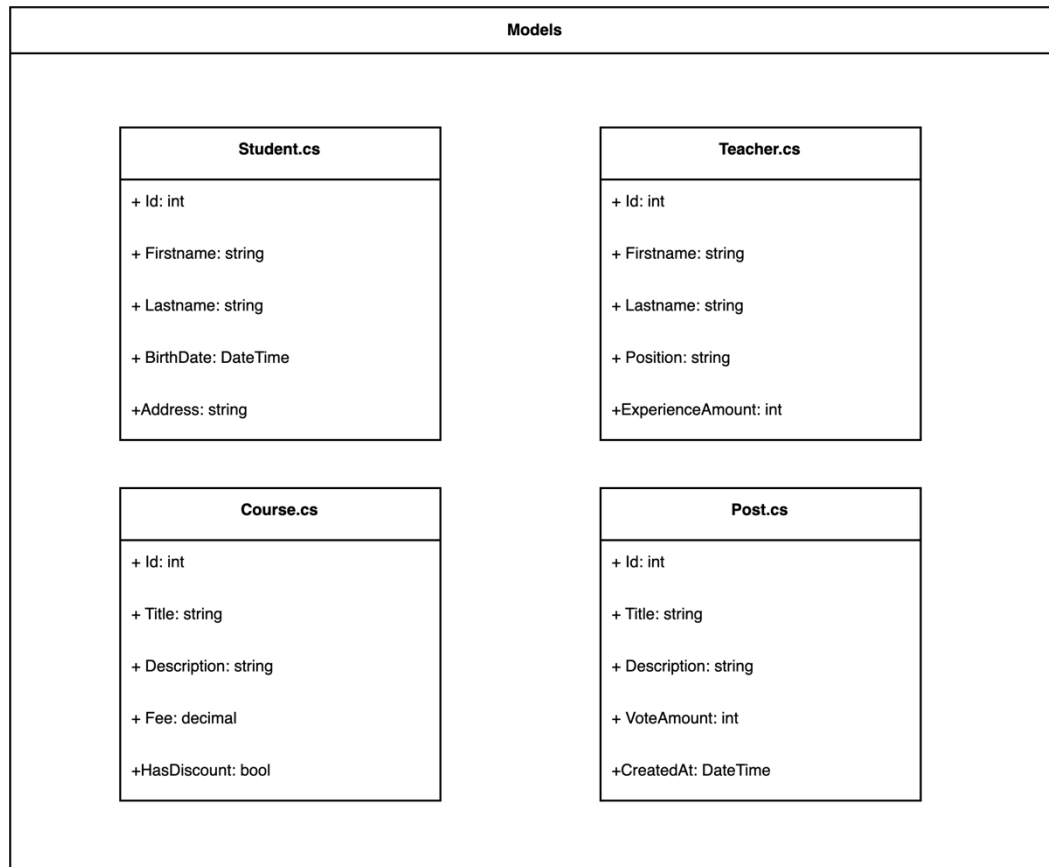 Models
Student.cs
+ Id: int
+ Firstname: string
+ Lastname: string
+ BirthDate: DateTime
+Address: string
Teacher.cs
+ Id: int
+ Firstname: string
+ Lastname: string
+ Position: string
+ExperienceAmount: int
Course.cs
+ Id: int
+ Title: string
+ Description: string
+ Fee: decimal
+HasDiscount: bool
Post.cs
+ Id: int
+ Title: string
+ Description: string
+ VoteAmount: int
+CreatedAt: DateTime